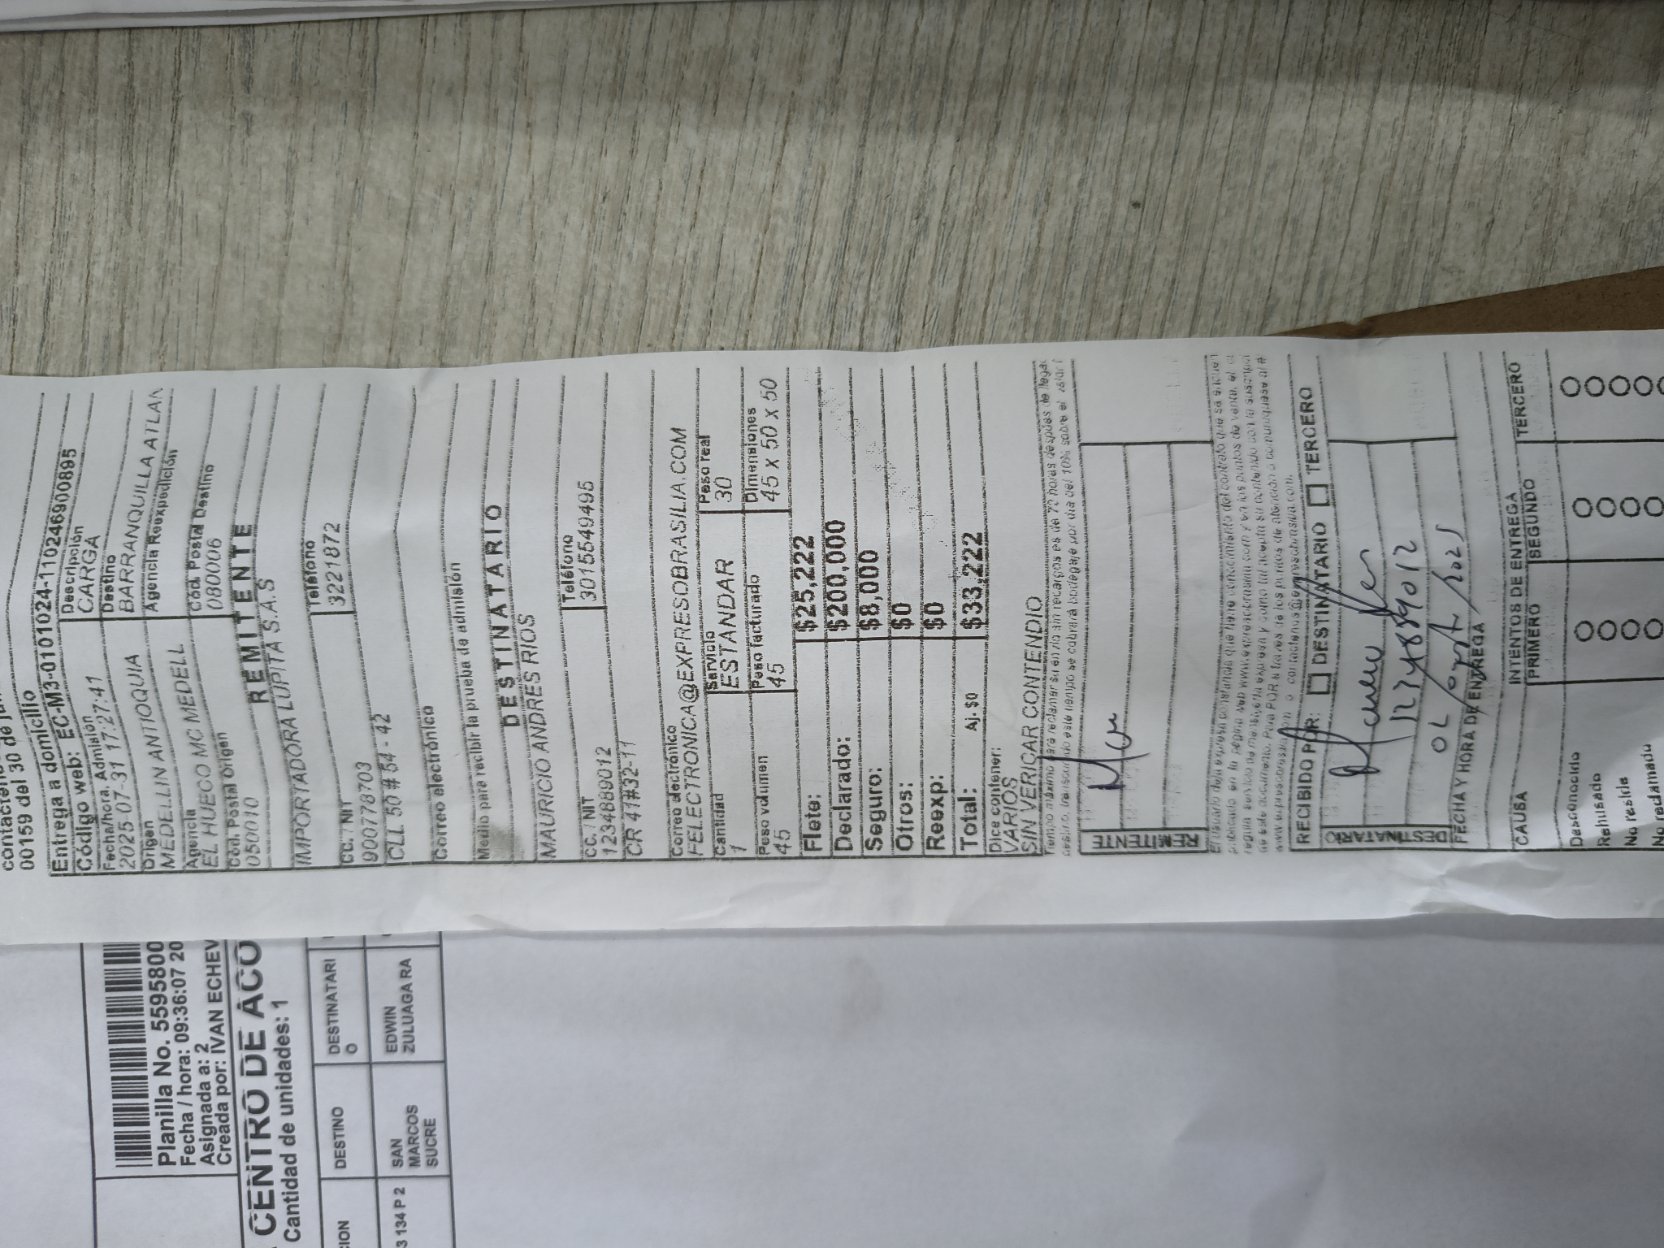 00159 del 30 de
Entrega a domicilio
Código web: EC-M3-0101024-1102469000895
Fecha/hora. Admisión Descripción
2025-07-31 17:27:41 CARGA
Origen Destino
MEDELLIN ANTIOQUIA BARRANQUILLA ATLAN
Agencia Agencia Reexpedición
EL HUECO MC MEDELL
Cód. Postal Origen Cód. Postal Destino
050010 080006
REMITENTE
IMPORTADORA LUPITA S.A.S
CC. / NIT Teléfono
900778703 3221872
CLL 50 # 54 - 42
Correo electrónico
Medio para recibir la prueba de admisión
DESTINATARIO
MAURICIO ANDRES RIOS
CC. / NIT Teléfono
1234889012 3015549495
CR 41#32-11
Correo electrónico
FELECTRONICA@EXPRESOBRASILIA.COM
Cantidad Servicio Peso real
1 ESTANDAR 30
Peso volumen Peso facturado Dimensiones
45 45 45 x 50 x 50
Flete: $25,222
Declarado: $200,000
Seguro: $8,000
Otros: $0
Reexp: $0
Total: Aj: $0 $33,222
Dice contener:
VARIOS
SIN VERICAR CONTENDIO
REMITENTE
RECIBIDO POR: DESTINATARIO TERCERO
DESTINATARIO
FECHA Y HORA DE ENTREGA
INTENTOS DE ENTREGA
CAUSA PRIMERO SEGUNDO TERCERO
Desconocido
Rehusado
No reside
No reclamado
Planilla No. 5595800
Fecha / hora: 09:36:07 20
Asignada a: 2
Creada por: IVAN ECHEV
CENTRO DE ACO
Cantidad de unidades: 1
CION DESTINO DESTINATARIO
3 134 P 2 SAN MARCOS SUCRE EDWIN ZULUAGA RA